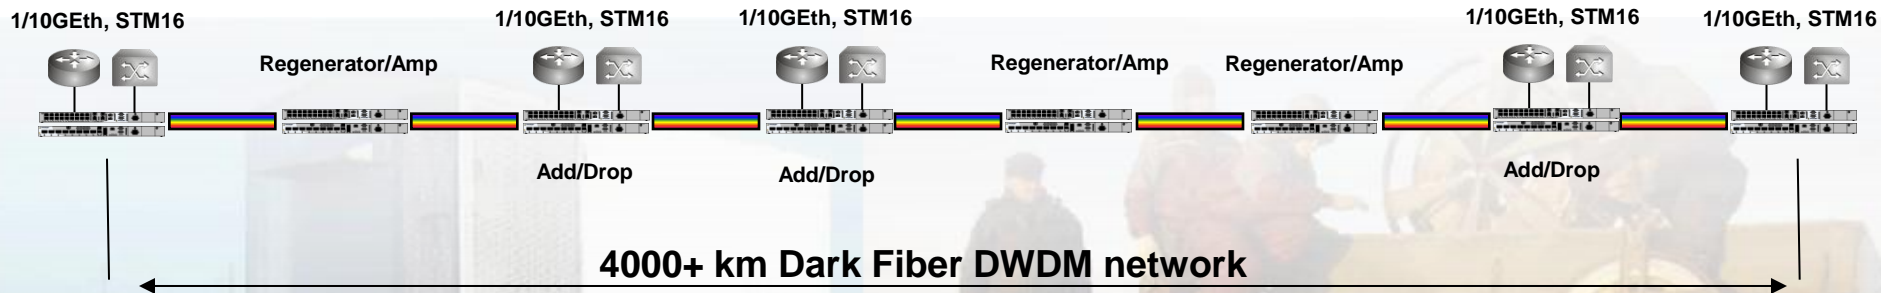 1/10GEth, STM16
1/10GEth, STM16
1/10GEth, STM16
1/10GEth, STM16
1/10GEth, STM16
Regenerator/Amp
Regenerator/Amp
Regenerator/Amp
Add/Drop
Add/Drop
Add/Drop
4000+ km Dark Fiber DWDM network